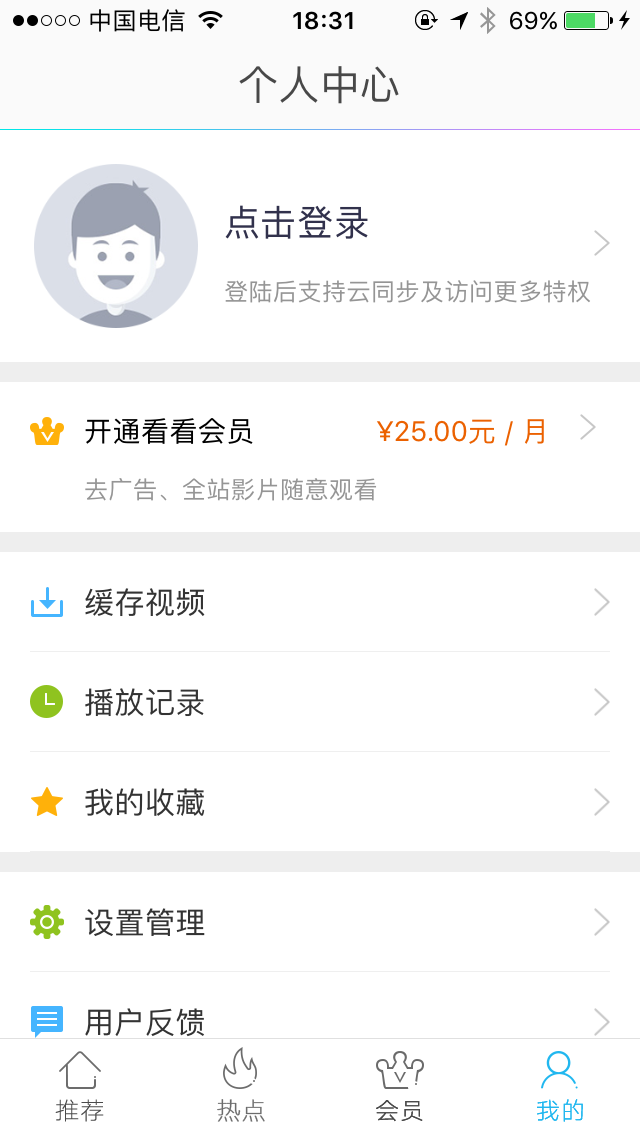 中国电信 18:31 69%
个人中心
点击登录
登陆后支持云同步及访问更多特权
开通看看会员 ¥25.00元 / 月
去广告、全站影片随意观看
缓存视频
播放记录
我的收藏
设置管理
用户反馈
推荐 热点 会员 我的